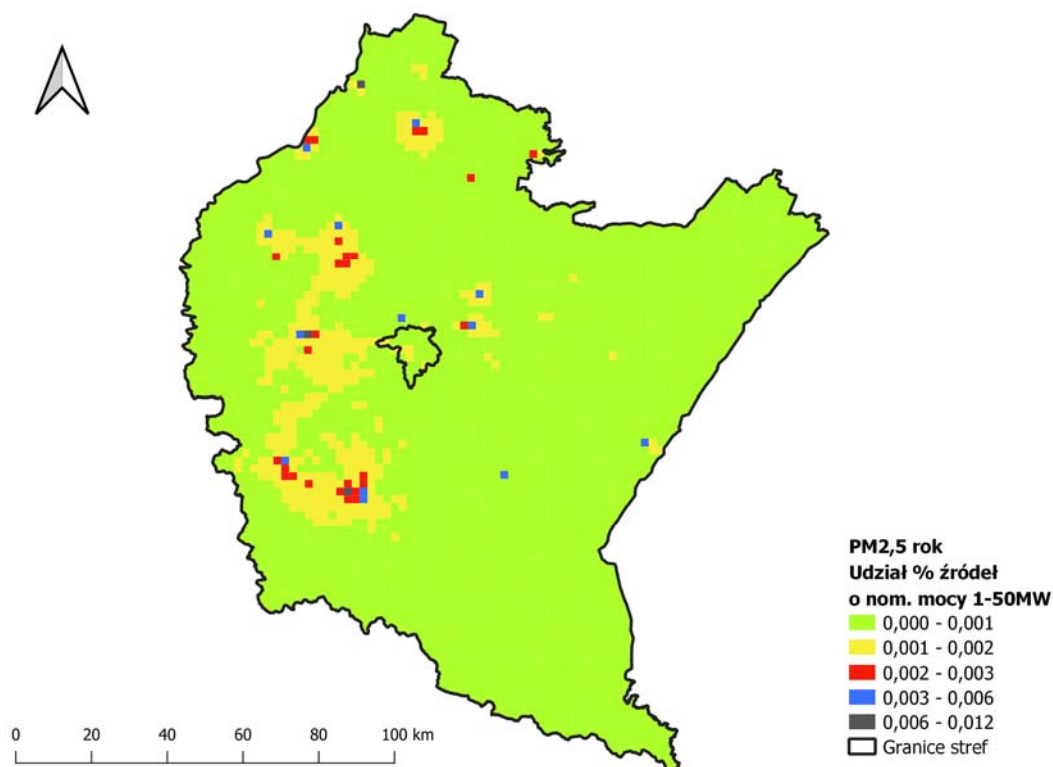 PM2,5 rok
Udział % źródeł
o nom. mocy 1-50MW
0,000 - 0,001
0,001 - 0,002
0,002 - 0,003
0,003 - 0,006
0,006 - 0,012
Granice stref
0 20 40 60 80 100 km